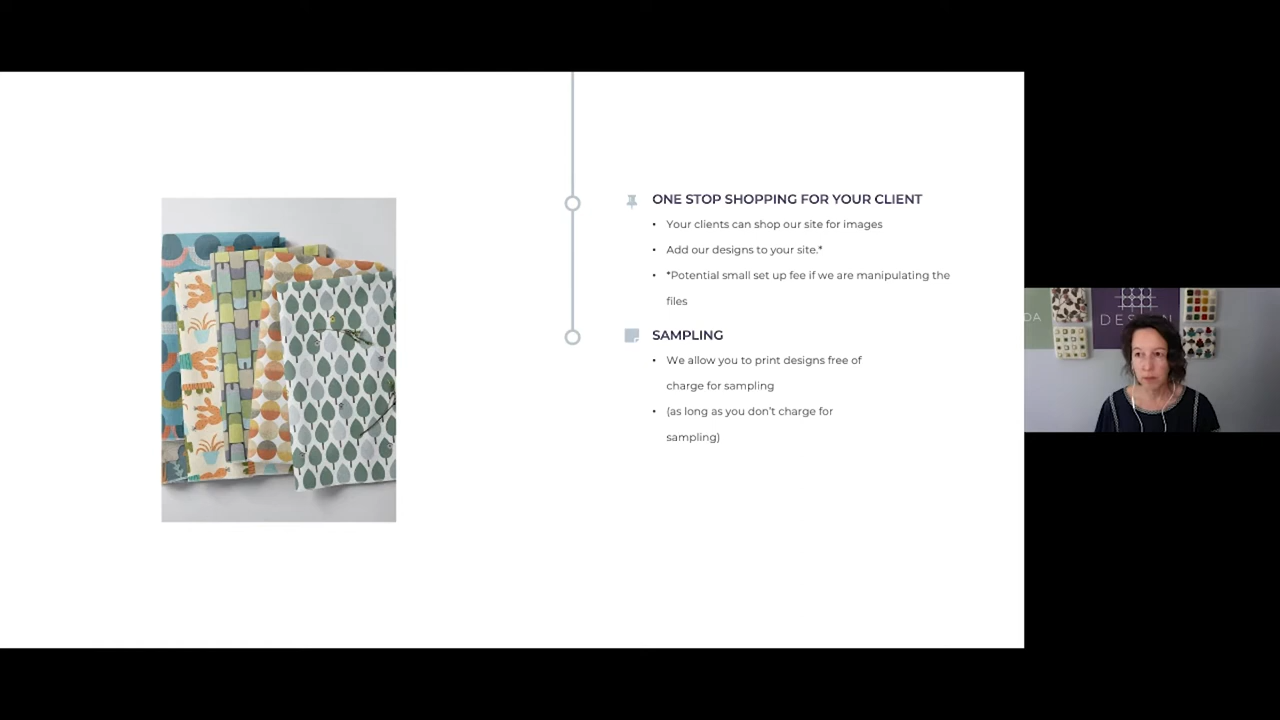 ONE STOP SHOPPING FOR YOUR CLIENT
• Your clients can shop our site for images
• Add our designs to your site.*
• *Potential small set up fee if we are manipulating the
files
SAMPLING
• We allow you to print designs free of
charge for sampling
• (as long as you don't charge for
sampling)
DA
DESIGN